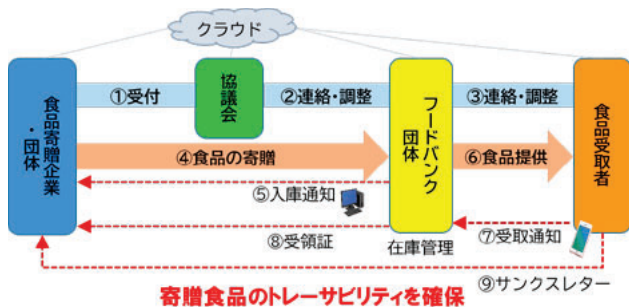 クラウド
食品寄贈企業
・団体
①受付
協議会
②連絡・調整
フードバンク
団体
③連絡・調整
食品受取者
④食品の寄贈
⑥食品提供
⑤入庫通知
⑧受領証
在庫管理
⑦受取通知
⑨サンクスレター
寄贈食品のトレーサビリティを確保